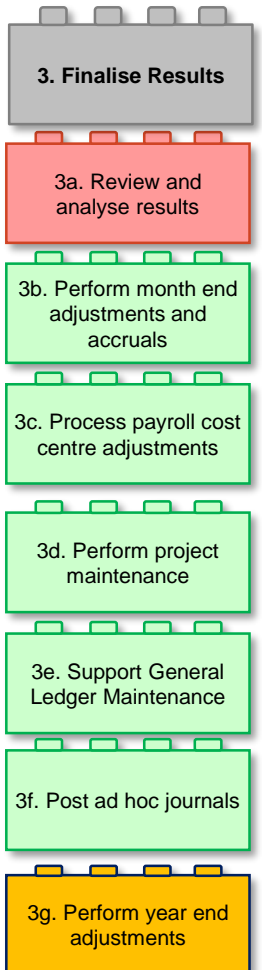 3. Finalise Results
3a. Review and
analyse results
3b. Perform month end
adjustments and
accruals
3c. Process payroll cost
centre adjustments
3d. Perform project
maintenance
3e. Support General
Ledger Maintenance
3f. Post ad hoc journals
3g. Perform year end
adjustments